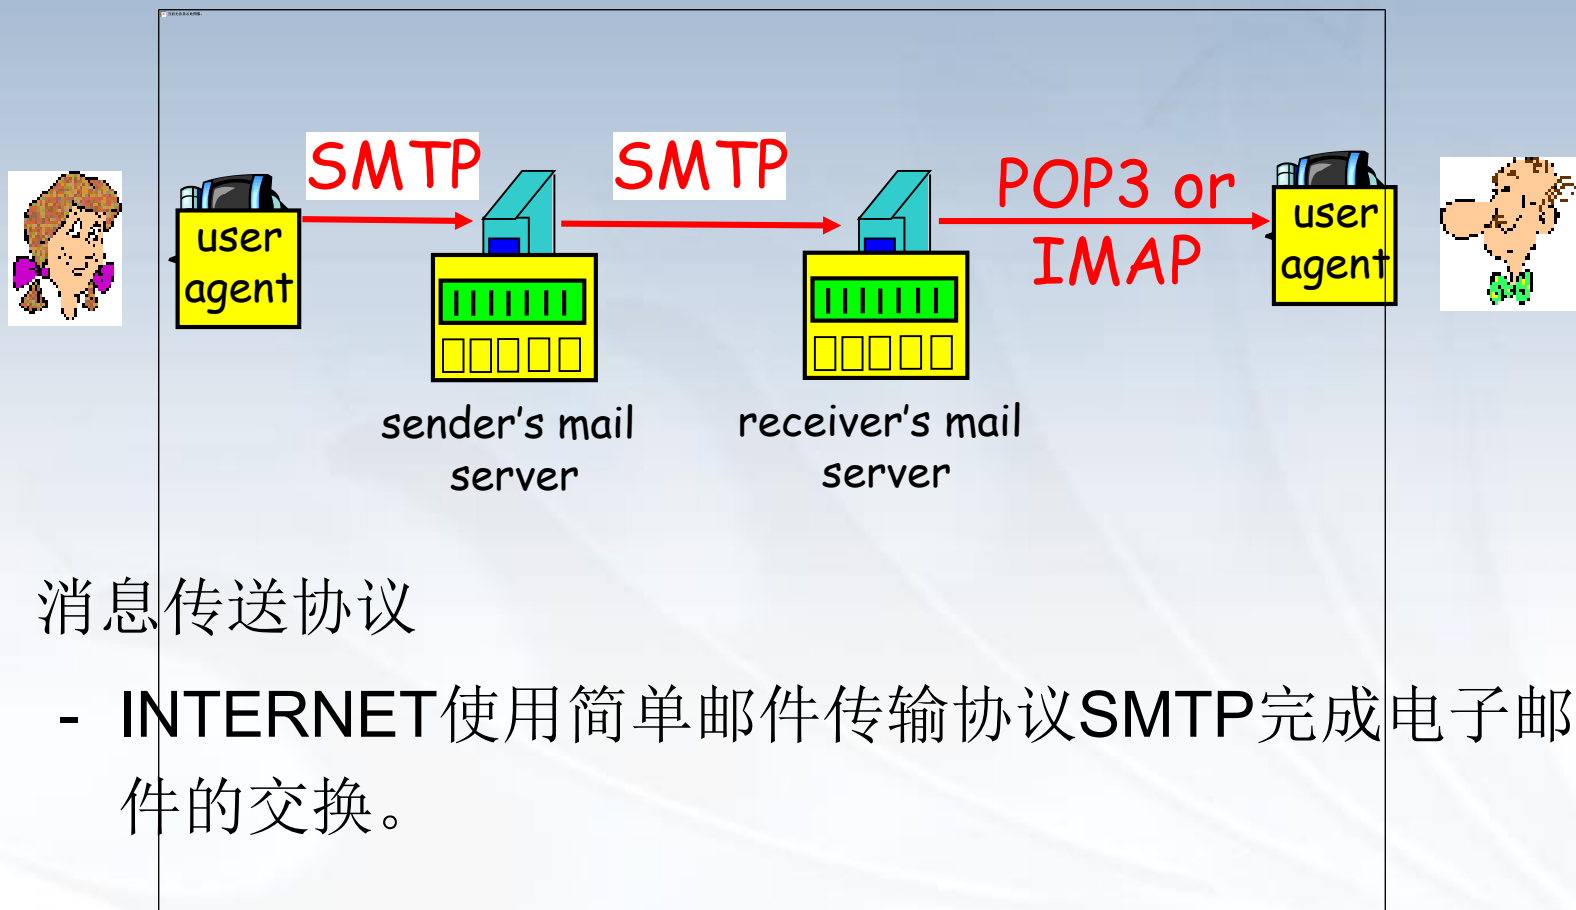 SMTP
SMTP
POP3 or
IMAP
user
agent
user
agent
sender's mail
server
receiver's mail
server
消息传送协议
- INTERNET使用简单邮件传输协议SMTP完成电子邮
件的交换。